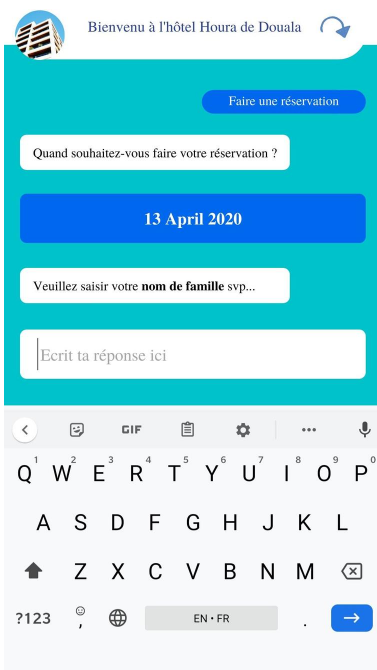 Bienvenu à l'hôtel Houra de Douala
Faire une réservation
Quand souhaitez-vous faire votre réservation ?
13 April 2020
Veuillez saisir votre nom de famille svp...
Ecrit ta réponse ici
GIF
1 2 3 4 5 6 7 8 9 0
Q W E R T Y U I O P
A S D F G H J K L
Z X C V B N M
?123 , EN • FR .